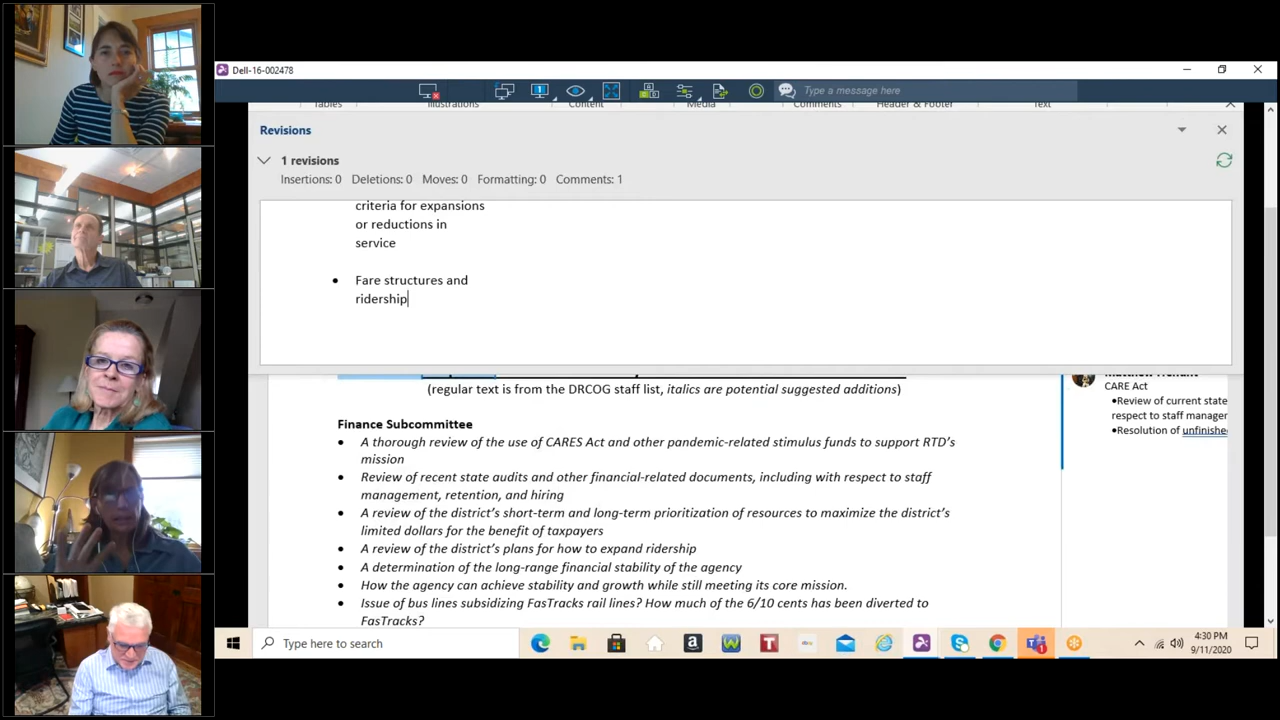 Dell-16-002478
Type a message here
Tables
Illustrations
Content
Media
Comments
Header & Footer
Text
Revisions
1 revisions
Insertions: 0 Deletions: 0 Moves: 0 Formatting: 0 Comments: 1
criteria for expansions
or reductions in
service
• Fare structures and
ridership
(regular text is from the DRCOG staff list, italics are potential suggested additions)
CARE Act
•Review of current state
respect to staff manager
•Resolution of unfinishe
Finance Subcommittee
• A thorough review of the use of CARES Act and other pandemic-related stimulus funds to support RTD's
mission
• Review of recent state audits and other financial-related documents, including with respect to staff
management, retention, and hiring
• A review of the district's short-term and long-term prioritization of resources to maximize the district's
limited dollars for the benefit of taxpayers
• A review of the district's plans for how to expand ridership
• A determination of the long-range financial stability of the agency
• How the agency can achieve stability and growth while still meeting its core mission.
• Issue of bus lines subsidizing FasTracks rail lines? How much of the 6/10 cents has been diverted to
FasTracks?
Type here to search
4:30 PM
9/11/2020